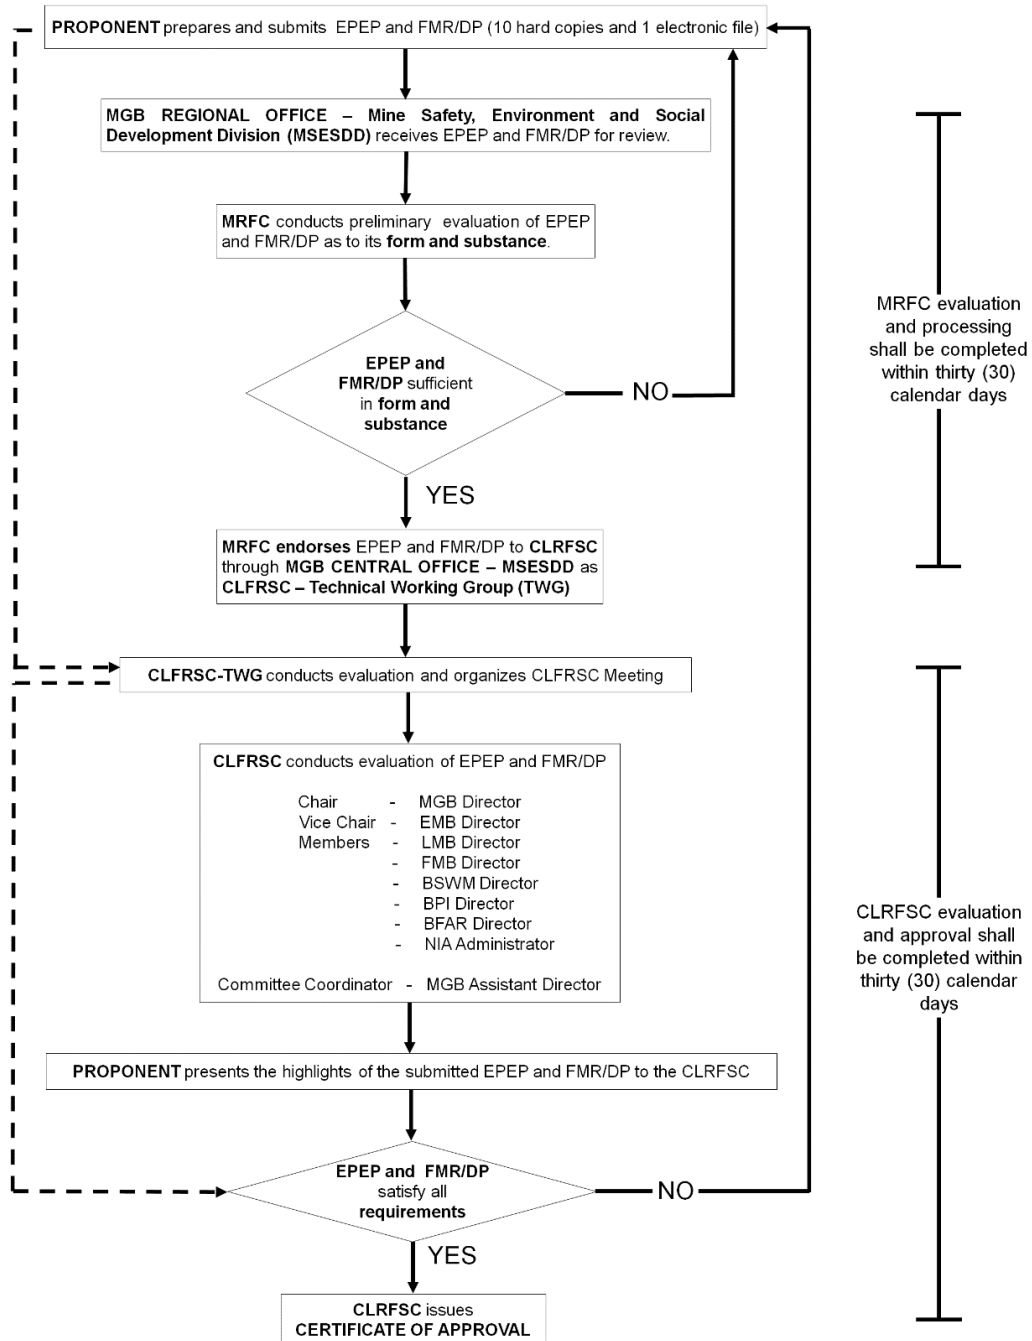 PROPONENT prepares and submits EPEP and FMR/DP (10 hard copies and 1 electronic file)
MGB REGIONAL OFFICE – Mine Safety, Environment and Social
Development Division (MSESDD) receives EPEP and FMR/DP for review.
MRFC conducts preliminary evaluation of EPEP
and FMR/DP as to its form and substance.
EPEP and
FMR/DP sufficient
in form and
substance
NO
YES
MRFC evaluation
and processing
shall be completed
within thirty (30)
calendar days
MRFC endorses EPEP and FMR/DP to CLRFSC
through MGB CENTRAL OFFICE – MSESDD as
CLFRSC – Technical Working Group (TWG)
CLFRSC-TWG conducts evaluation and organizes CLFRSC Meeting
CLFRSC conducts evaluation of EPEP and FMR/DP
Chair - MGB Director
Vice Chair - EMB Director
Members - LMB Director
- FMB Director
- BSWM Director
- BPI Director
- BFAR Director
- NIA Administrator
Committee Coordinator - MGB Assistant Director
CLRFSC evaluation
and approval shall
be completed within
thirty (30) calendar
days
PROPONENT presents the highlights of the submitted EPEP and FMR/DP to the CLRFSC
EPEP and FMR/DP
satisfy all
requirements
NO
YES
CLRFSC issues
CERTIFICATE OF APPROVAL